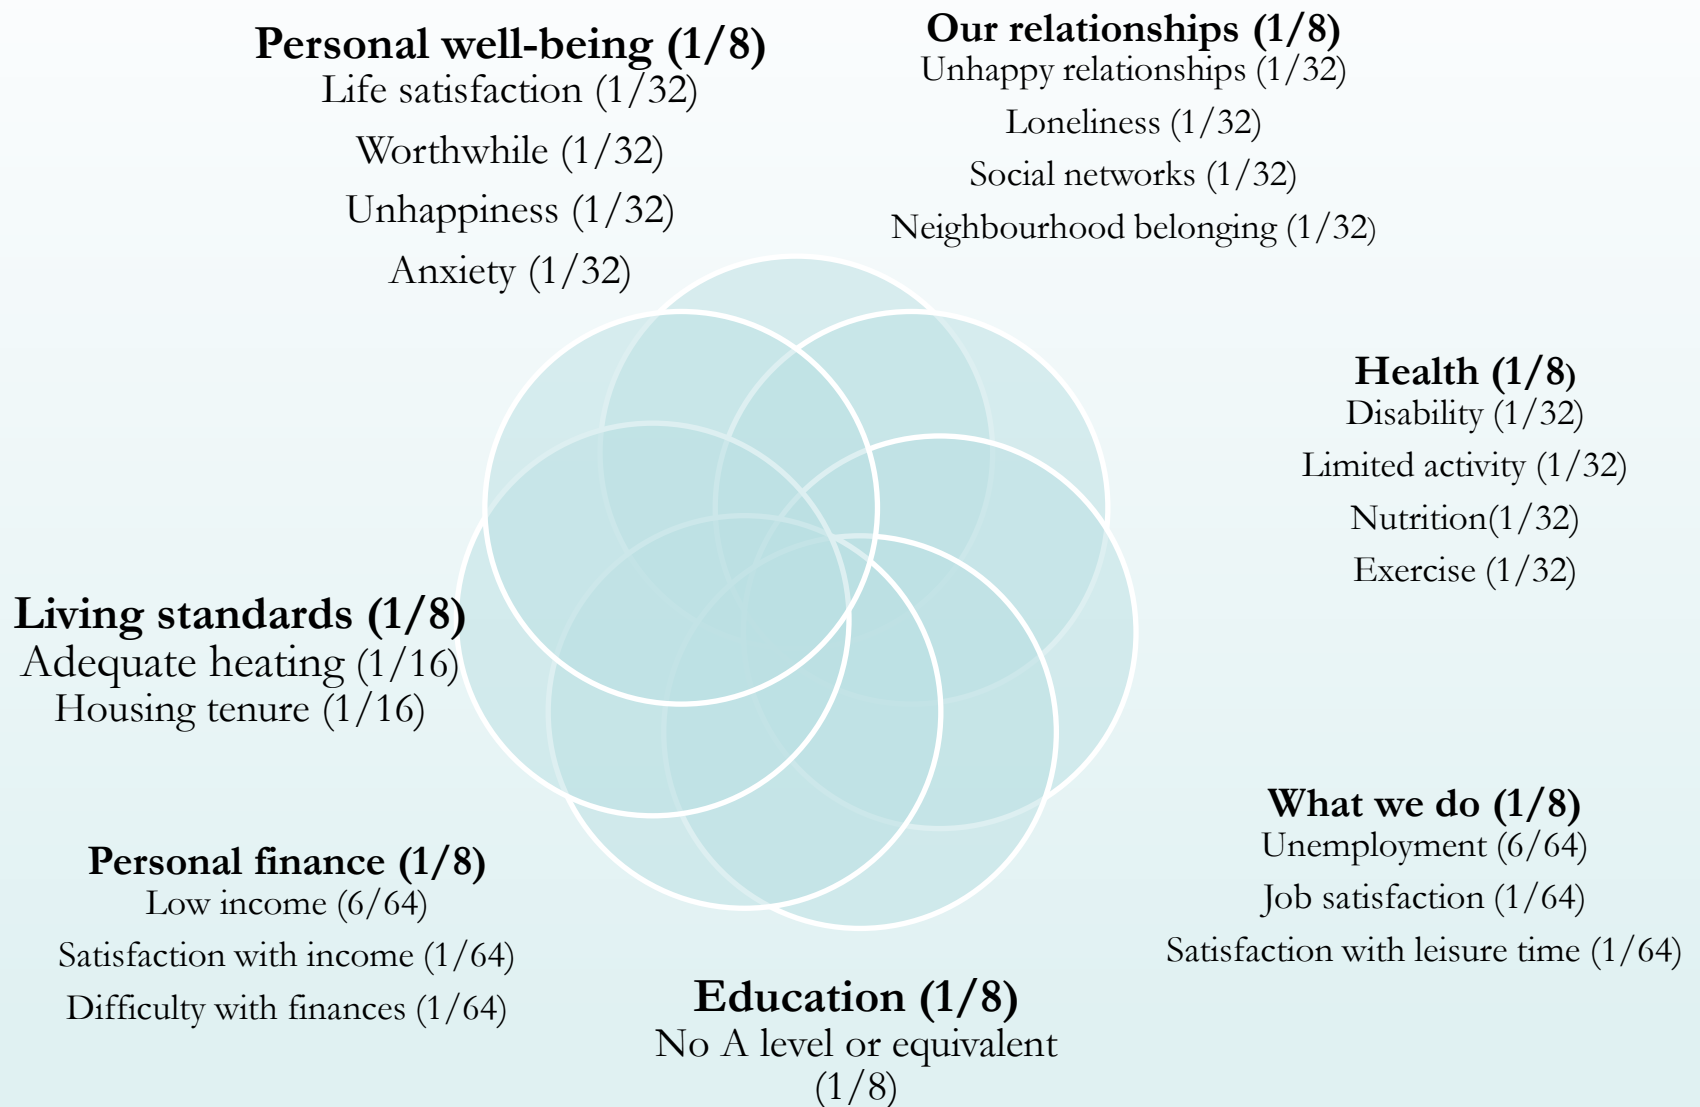 Personal well-being (1/8)
Life satisfaction (1/32)
Worthwhile (1/32)
Unhappiness (1/32)
Anxiety (1/32)
Our relationships (1/8)
Unhappy relationships (1/32)
Loneliness (1/32)
Social networks (1/32)
Neighbourhood belonging (1/32)
Health (1/8)
Disability (1/32)
Limited activity (1/32)
Nutrition(1/32)
Exercise (1/32)
Living standards (1/8)
Adequate heating (1/16)
Housing tenure (1/16)
What we do (1/8)
Unemployment (6/64)
Job satisfaction (1/64)
Satisfaction with leisure time (1/64)
Personal finance (1/8)
Low income (6/64)
Satisfaction with income (1/64)
Difficulty with finances (1/64)
Education (1/8)
No A level or equivalent
(1/8)